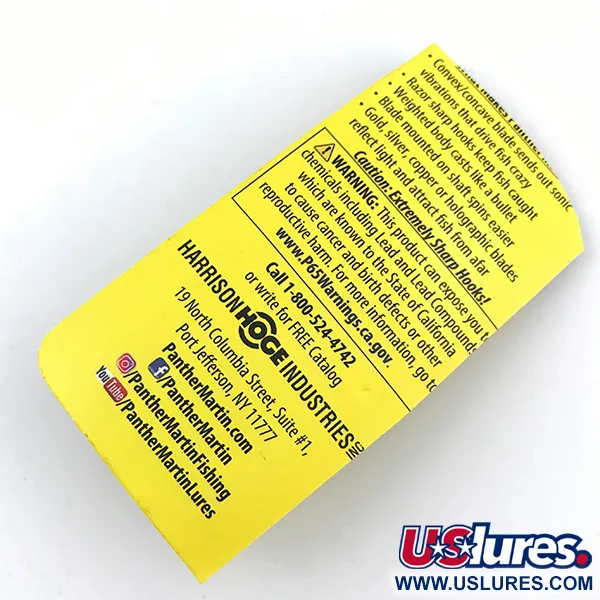 • Convex/concave blade sends out sonic
vibrations that drive fish crazy
• Razor sharp hooks keep fish caught
• Weighted body casts like a bullet
• Blade mounted on shaft spins easier
• Gold, silver, copper or holographic blades
reflect light and attract fish from afar
Caution: Extremely Sharp Hooks!
⚠WARNING: This product can expose you to
chemicals including Lead and Lead Compounds
which are known to the State of California
to cause cancer and birth defects or other
reproductive harm. For more information, go to
www.P65Warnings.ca.gov.
Call 1-800-524-4742
or write for FREE Catalog
HARRISON HOGE INDUSTRIES INC
19 North Columbia Street, Suite #1,
Port Jefferson, NY 11777
PantherMartin.com
/PantherMartin
/PantherMartinFishing
YouTube/PantherMartinLures
USlures.
WWW.USLURES.COM